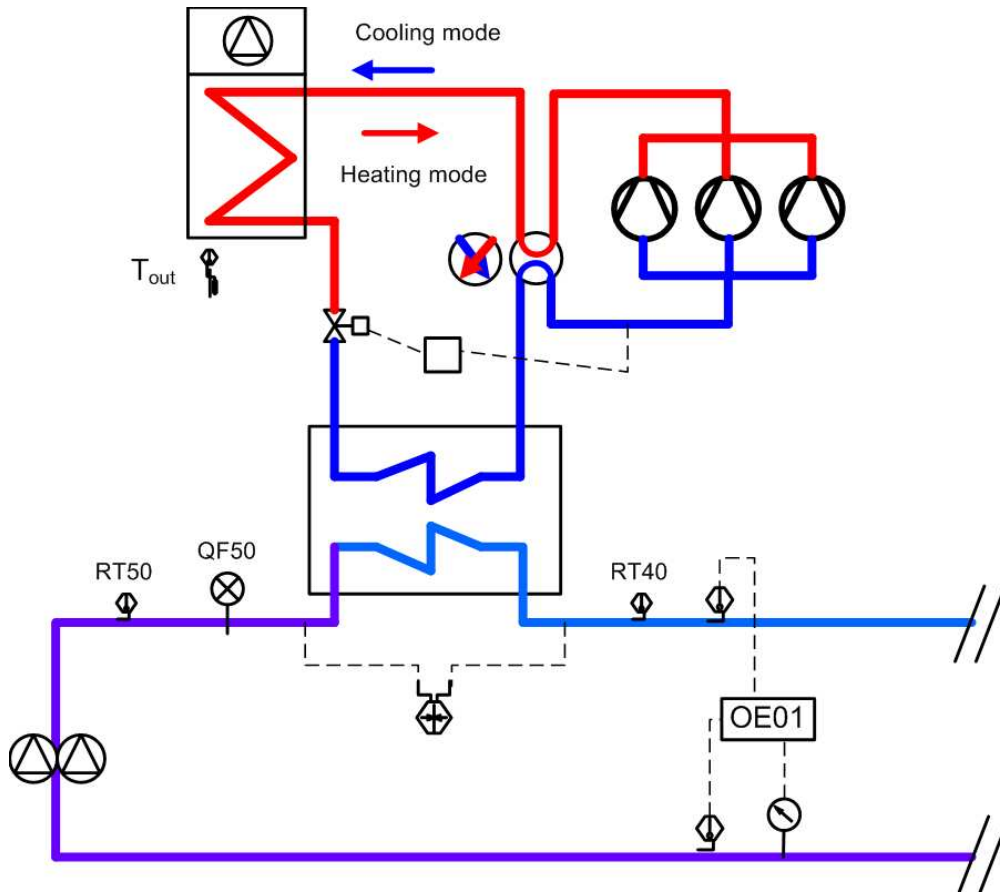 Cooling mode
Heating mode
Tout
QF50
RT50
RT40
OE01